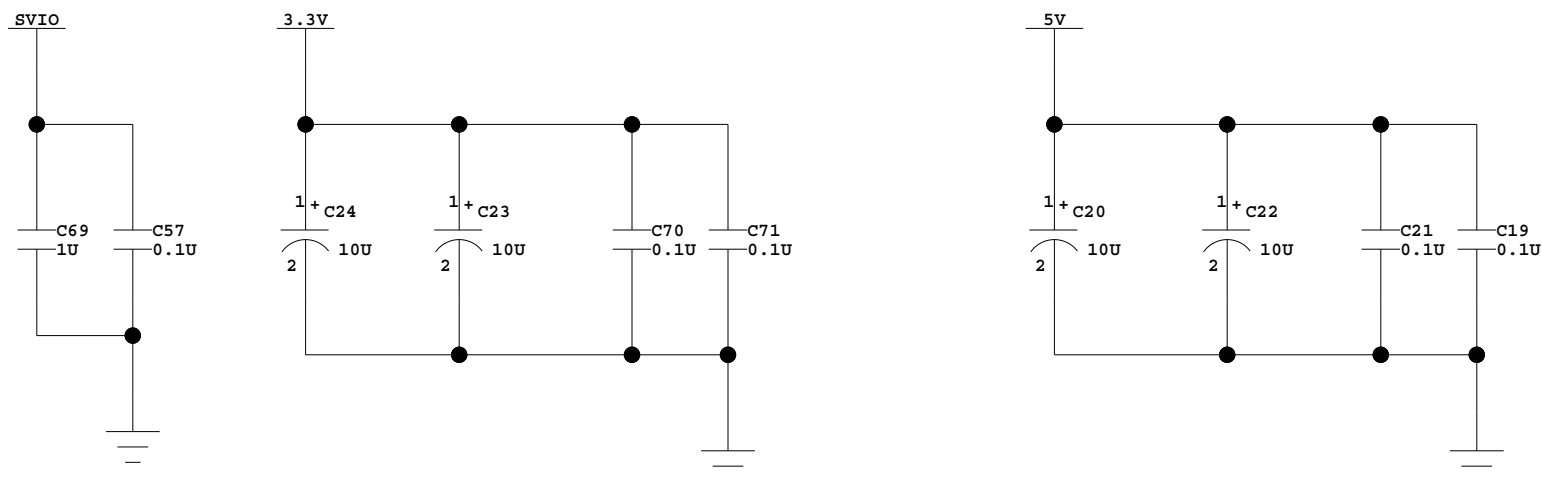 SVIO
3.3V
5V
C69
1U
C57
0.1U
1 + C24
10U
2
1 + C23
10U
2
C70
0.1U
C71
0.1U
1 + C20
10U
2
1 + C22
10U
2
C21
0.1U
C19
0.1U